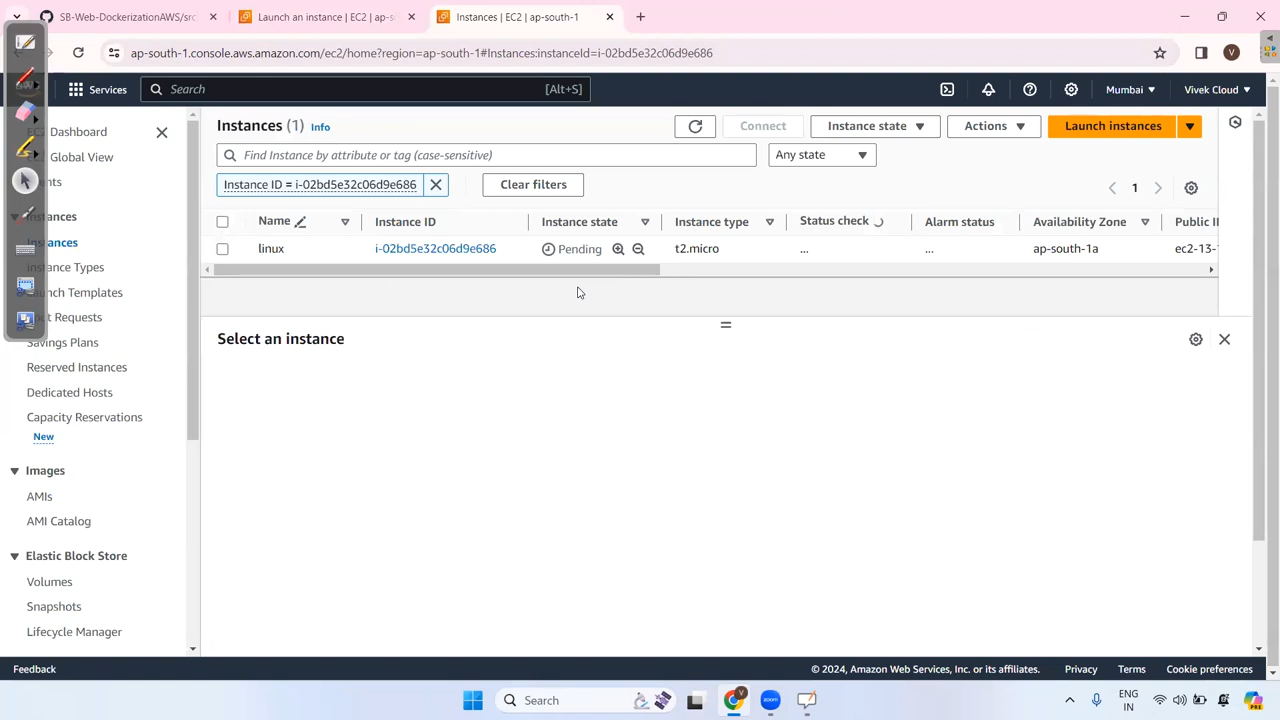 SB-Web-DockerizationAWS/src
Launch an instance | EC2 | ap-s
Instances | EC2 | ap-south-1
ap-south-1.console.aws.amazon.com/ec2/home?region=ap-south-1#Instances:instanceId=i-02bd5e32c06d9e686
V
Services
Search
[Alt+S]
Mumbai
Vivek Cloud
EC2 Dashboard
Global View
Instances
Instances
Instance Types
Launch Templates
Requests
Savings Plans
Reserved Instances
Dedicated Hosts
Capacity Reservations
New
Images
AMIs
AMI Catalog
Elastic Block Store
Volumes
Snapshots
Lifecycle Manager
Instances (1) Info
Connect
Instance state
Actions
Launch instances
Find Instance by attribute or tag (case-sensitive)
Any state
Instance ID = i-02bd5e32c06d9e686
Clear filters
1
Name Instance ID Instance state Instance type Status check Alarm status Availability Zone Public I
linux i-02bd5e32c06d9e686 Pending t2.micro ... ... ap-south-1a ec2-13-
Select an instance
Feedback
© 2024, Amazon Web Services, Inc. or its affiliates.
Privacy
Terms
Cookie preferences
Search
ENG
IN